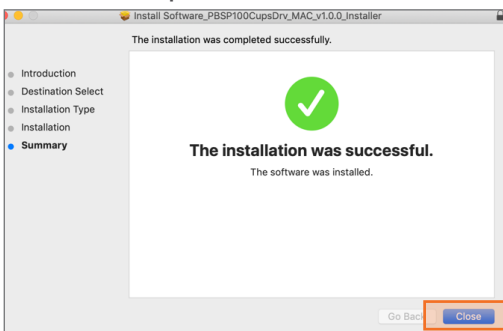 Install Software_PBSP100CupsDrv_MAC_v1.0.0_Installer
The installation was completed successfully.
Introduction
Destination Select
Installation Type
Installation
Summary
The installation was successful.
The software was installed.
Go Back
Close